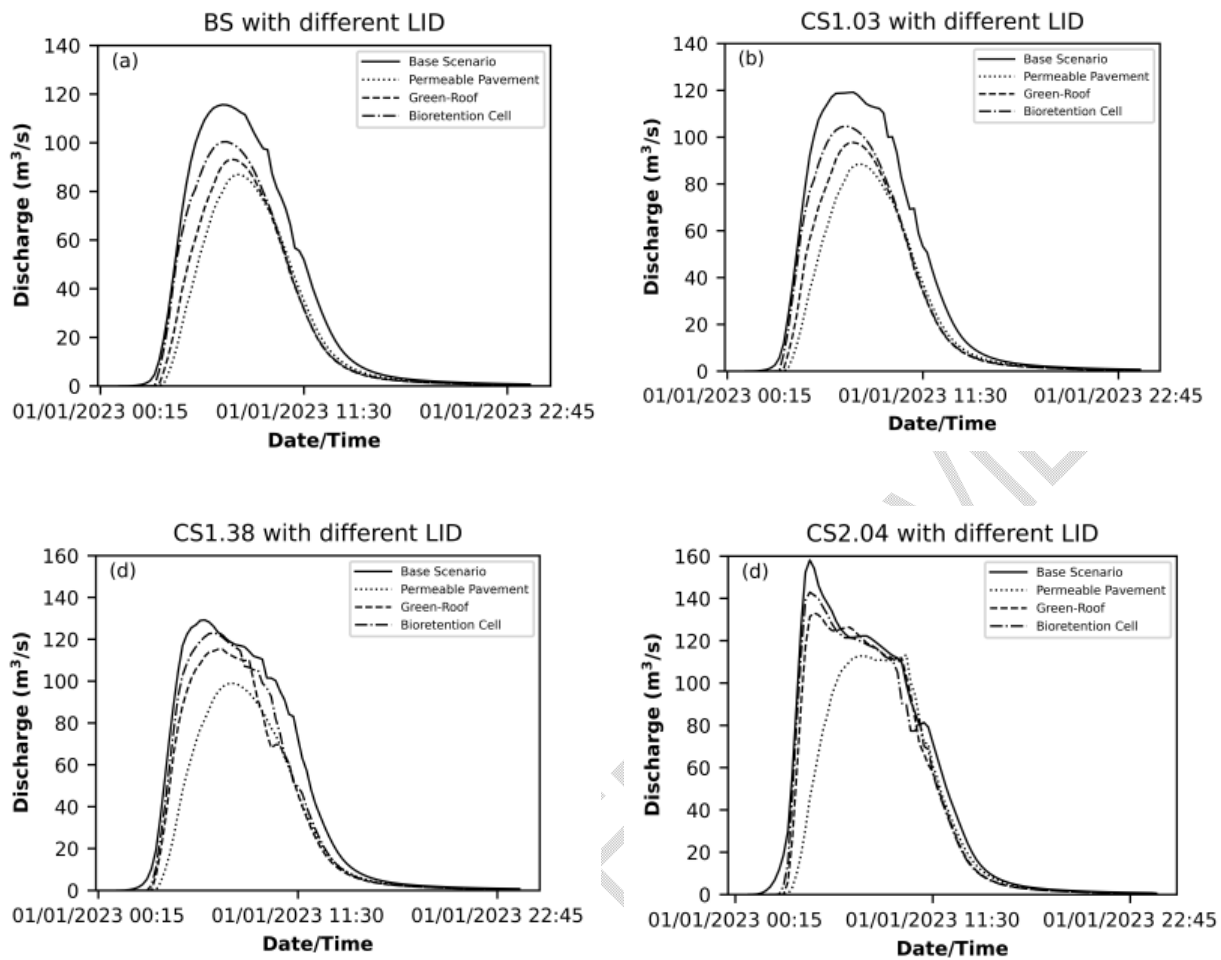 BS with different LID
140
120
100
80
60
40
20
0
Discharge (m³/s)
(a)
Base Scenario
Permeable Pavement
Green-Roof
Bioretention Cell
01/01/2023 00:15 01/01/2023 11:30 01/01/2023 22:45
Date/Time
CS1.03 with different LID
140
120
100
80
60
40
20
0
Discharge (m³/s)
(b)
Base Scenario
Permeable Pavement
Green-Roof
Bioretention Cell
01/01/2023 00:15 01/01/2023 11:30 01/01/2023 22:45
Date/Time
CS1.38 with different LID
160
140
120
100
80
60
40
20
0
Discharge (m³/s)
(d)
Base Scenario
Permeable Pavement
Green-Roof
Bioretention Cell
01/01/2023 00:15 01/01/2023 11:30 01/01/2023 22:45
Date/Time
CS2.04 with different LID
160
140
120
100
80
60
40
20
0
Discharge (m³/s)
(d)
Base Scenario
Permeable Pavement
Green-Roof
Bioretention Cell
01/01/2023 00:15 01/01/2023 11:30 01/01/2023 22:45
Date/Time